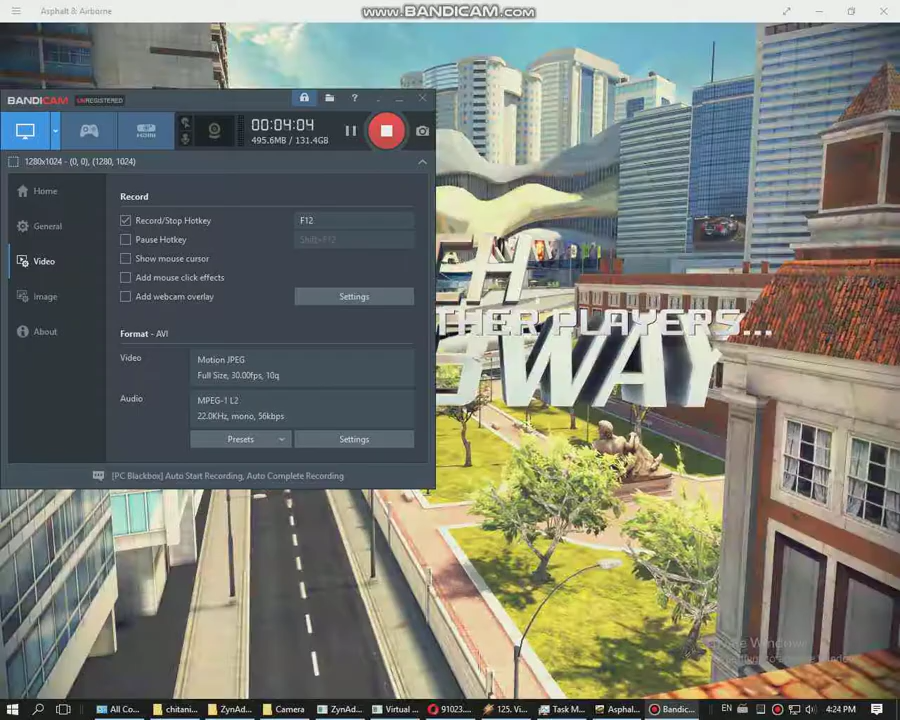 Asphalt 8: Airborne
www.BANDICAM.com
BANDICAM UNREGISTERED
HDMI
00:04:04
495.6MB / 131.4GB
1280x1024 - (0, 0), (1280, 1024)
Home
General
Video
Image
About
Record
Record/Stop Hotkey
F12
Pause Hotkey
Shift+F12
Show mouse cursor
Add mouse click effects
Add webcam overlay
Settings
Format - AVI
Video
Motion JPEG
Full Size, 30.00fps, 10q
Audio
MPEG-1 L2
22.0KHz, mono, 56kbps
Presets
Settings
[PC Blackbox] Auto Start Recording, Auto Complete Recording
THER PLAYERS...
All Co...
chitani...
ZynAd...
Camera
ZynAd...
Virtual ...
91023...
125. Vi...
Task M...
Asphal...
Bandic...
EN
4:24 PM